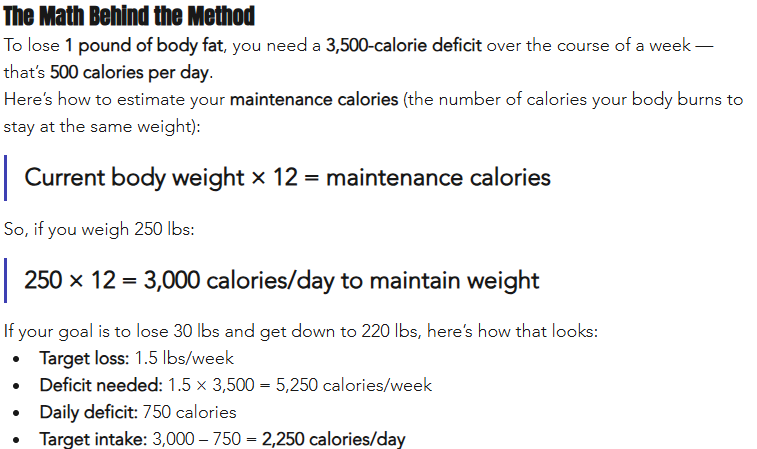 The Math Behind the Method
To lose 1 pound of body fat, you need a 3,500-calorie deficit over the course of a week —
that's 500 calories per day.
Here's how to estimate your maintenance calories (the number of calories your body burns to
stay at the same weight):
Current body weight × 12 = maintenance calories
So, if you weigh 250 lbs:
250 × 12 = 3,000 calories/day to maintain weight
If your goal is to lose 30 lbs and get down to 220 lbs, here's how that looks:
• Target loss: 1.5 lbs/week
• Deficit needed: 1.5 × 3,500 = 5,250 calories/week
• Daily deficit: 750 calories
• Target intake: 3,000 – 750 = 2,250 calories/day